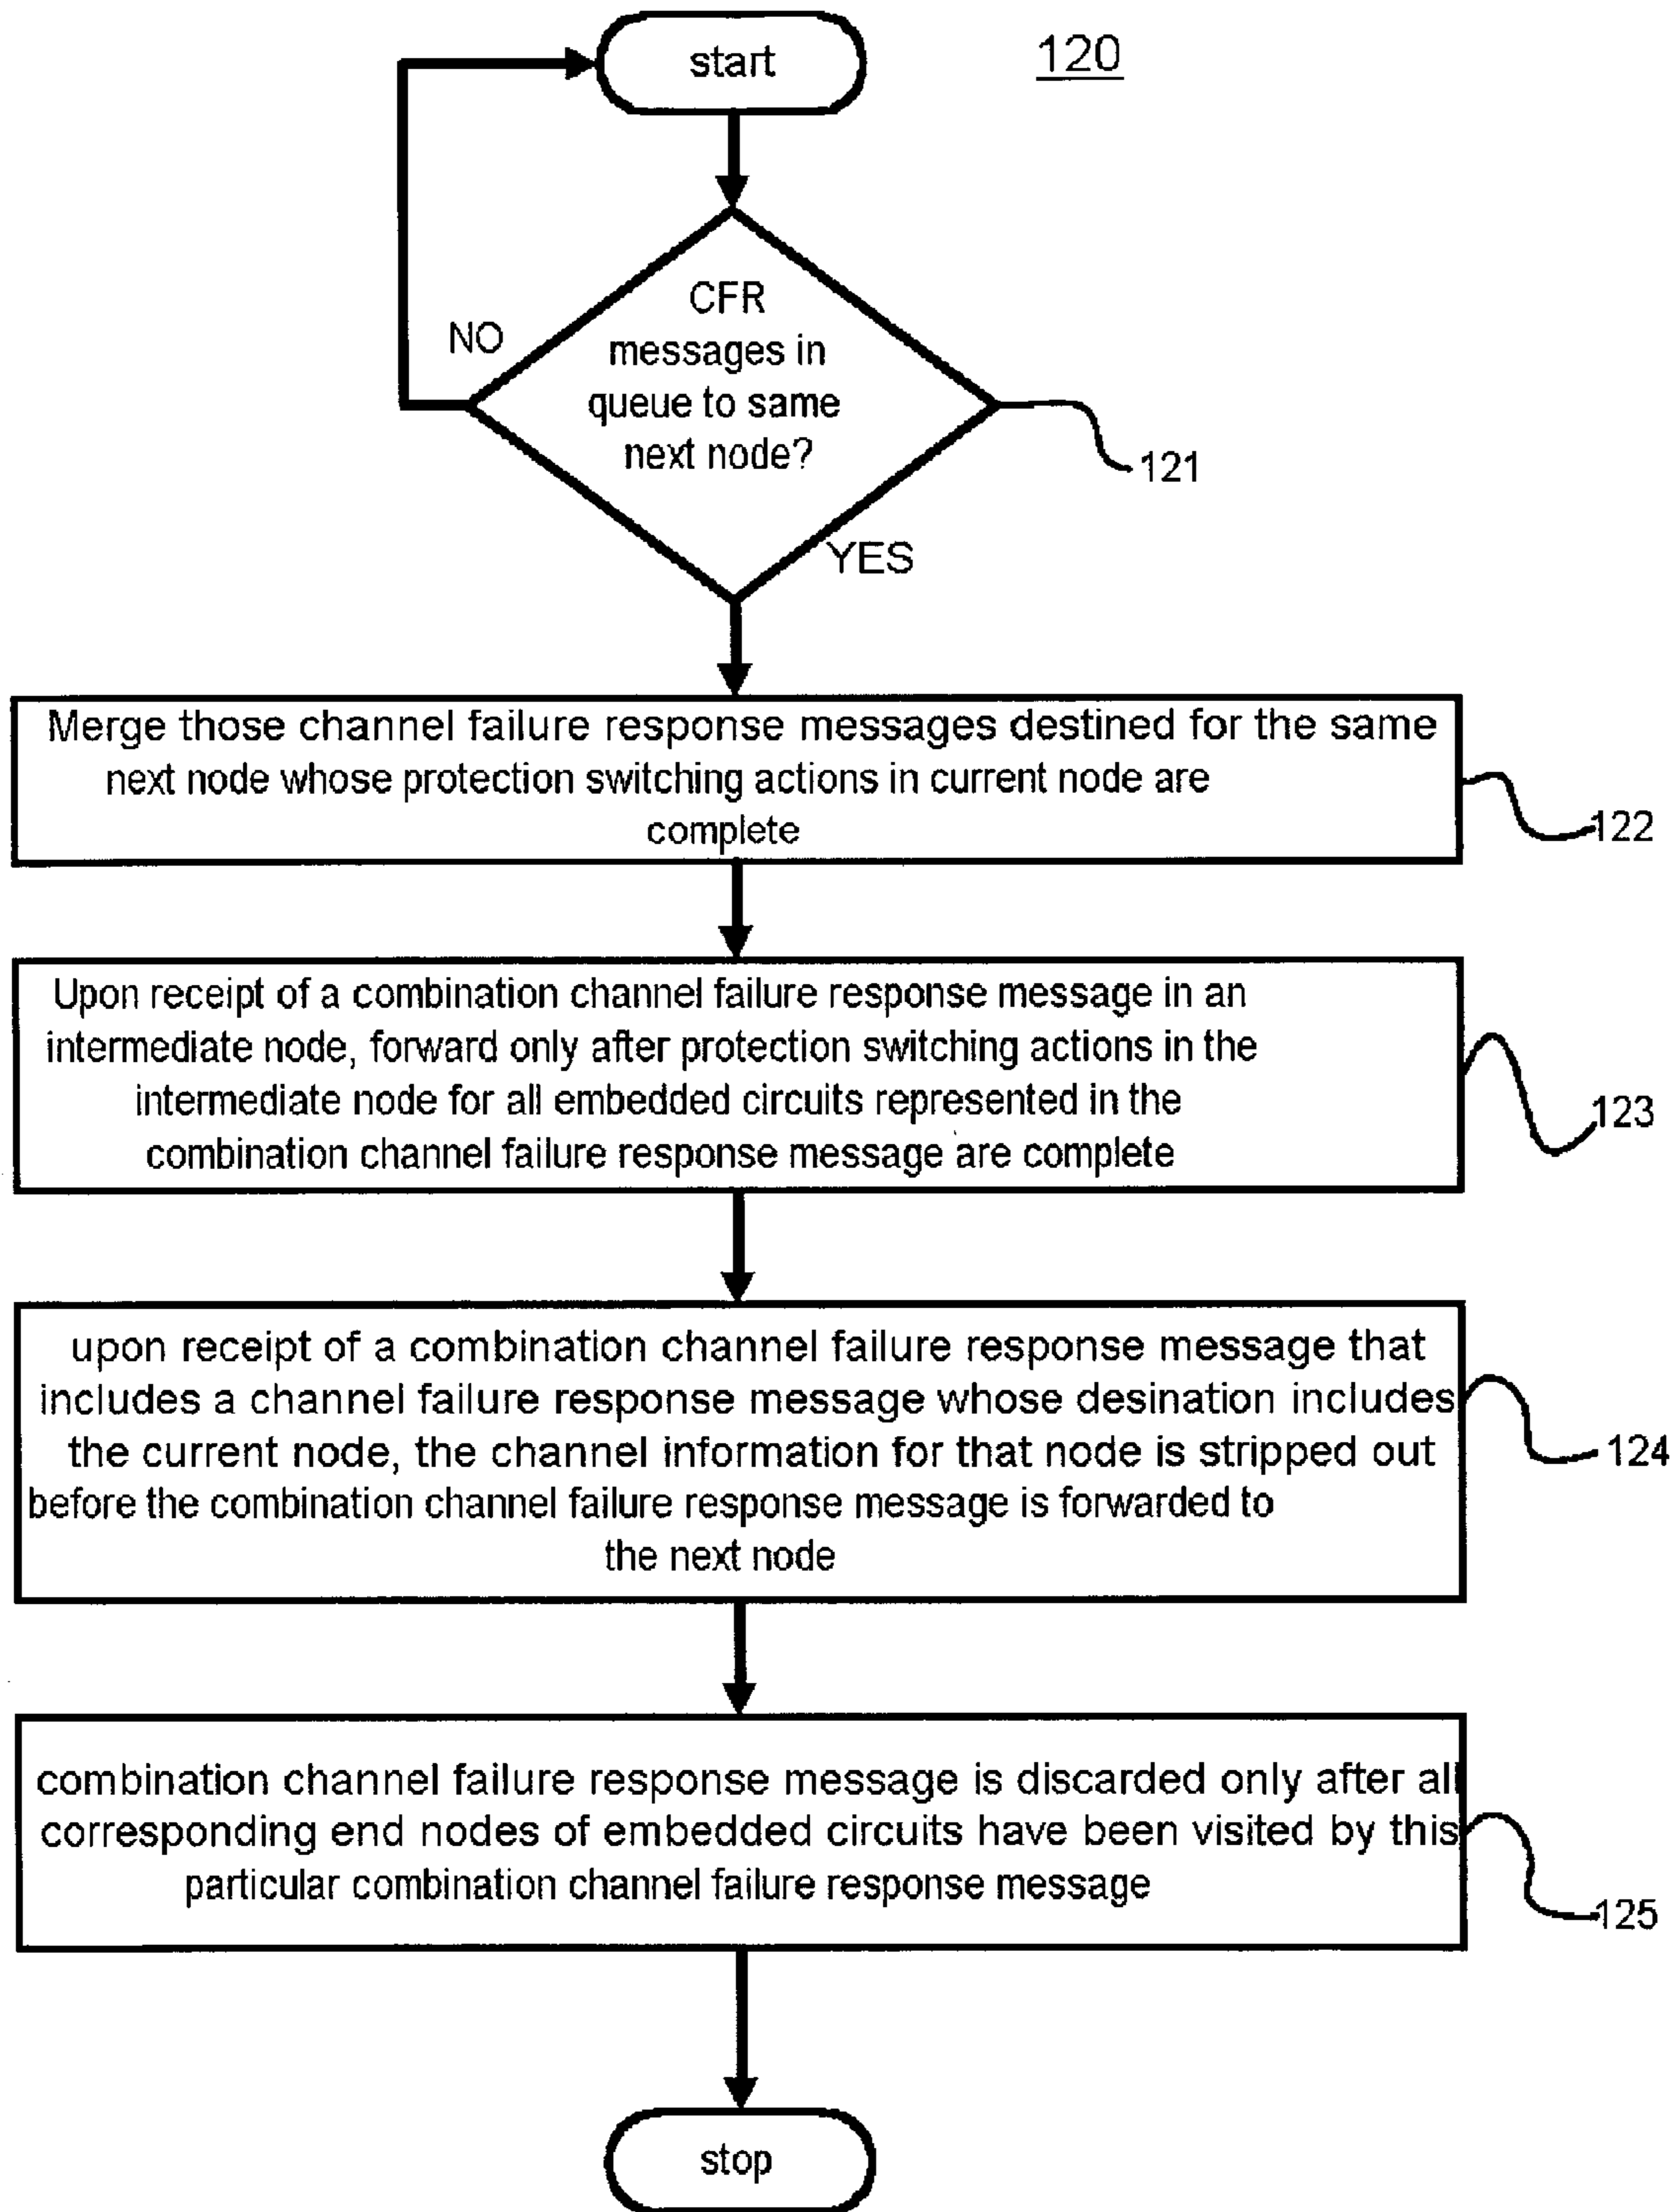 start
120
CFR
messages in
queue to same
next node?
NO
YES
121
Merge those channel failure response messages destined for the same
next node whose protection switching actions in current node are
complete
122
Upon receipt of a combination channel failure response message in an
intermediate node, forward only after protection switching actions in the
intermediate node for all embedded circuits represented in the
combination channel failure response message are complete
123
upon receipt of a combination channel failure response message that
includes a channel failure response message whose desination includes
the current node, the channel information for that node is stripped out
before the combination channel failure response message is forwarded to
the next node
124
combination channel failure response message is discarded only after all
corresponding end nodes of embedded circuits have been visited by this
particular combination channel failure response message
125
stop